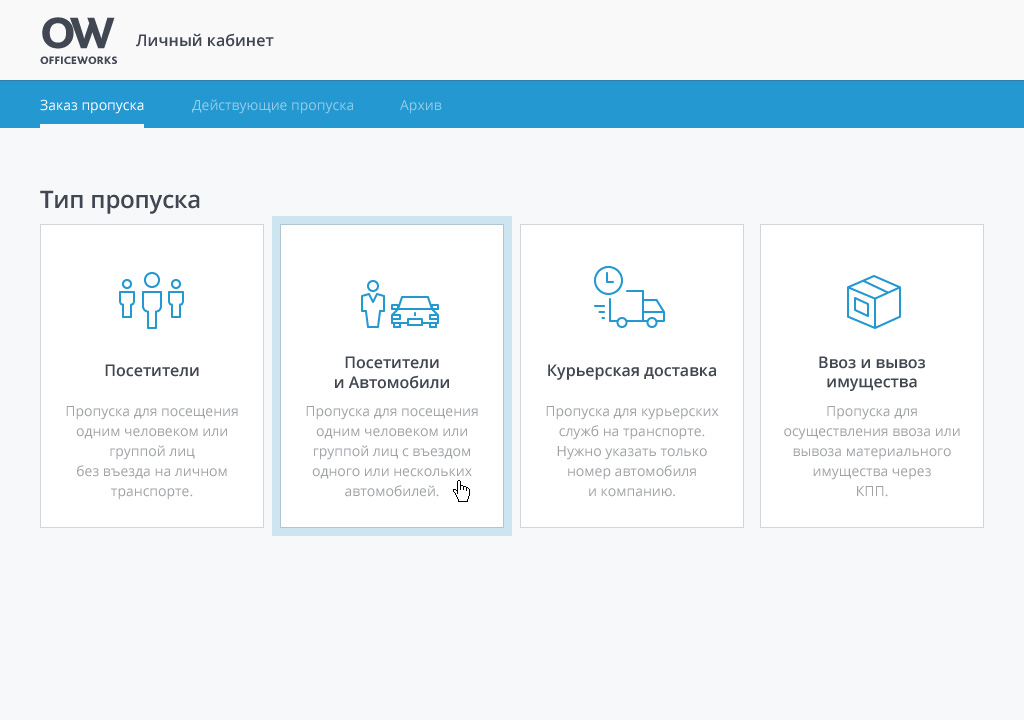 OW
OFFICEWORKS
Личный кабинет
Заказ пропуска
Действующие пропуска
Архив
Тип пропуска
Посетители
Пропуска для посещения
одним человеком или
группой лиц
без въезда на личном
транспорте.
Посетители
и Автомобили
Пропуска для посещения
одним человеком или
группой лиц с въездом
одного или нескольких
автомобилей.
Курьерская доставка
Пропуска для курьерских
служб на транспорте.
Нужно указать только
номер автомобиля
и компанию.
Ввоз и вывоз
имущества
Пропуска для
осуществления ввоза или
вывоза материального
имущества через
КПП.